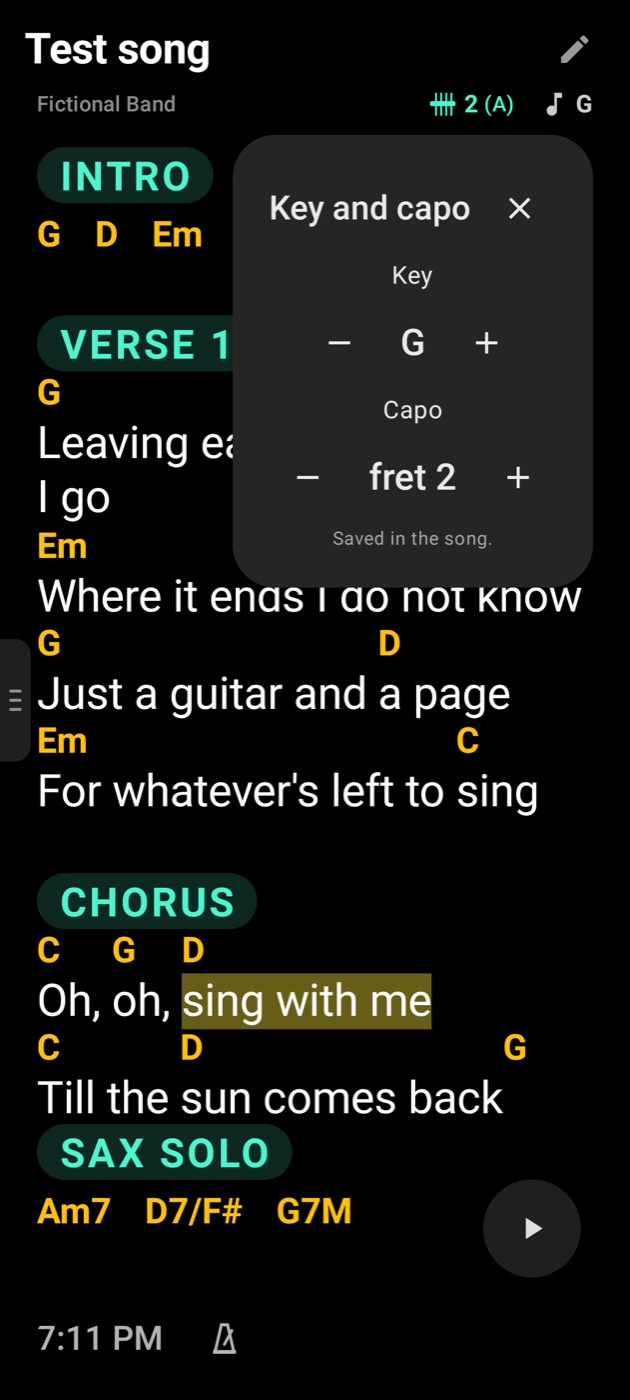 Test song
Fictional Band
2 (A)
G
INTRO
G D Em
Key and capo
Key
− G +
Capo
− fret 2 +
Saved in the song.
VERSE 1
G
Leaving
I go
Em
Where it ends I do not know
G D
Just a guitar and a page
Em C
For whatever's left to sing
CHORUS
C G D
Oh, oh, sing with me
C D G
Till the sun comes back
SAX SOLO
Am7 D7/F# G7M
7:11 PM